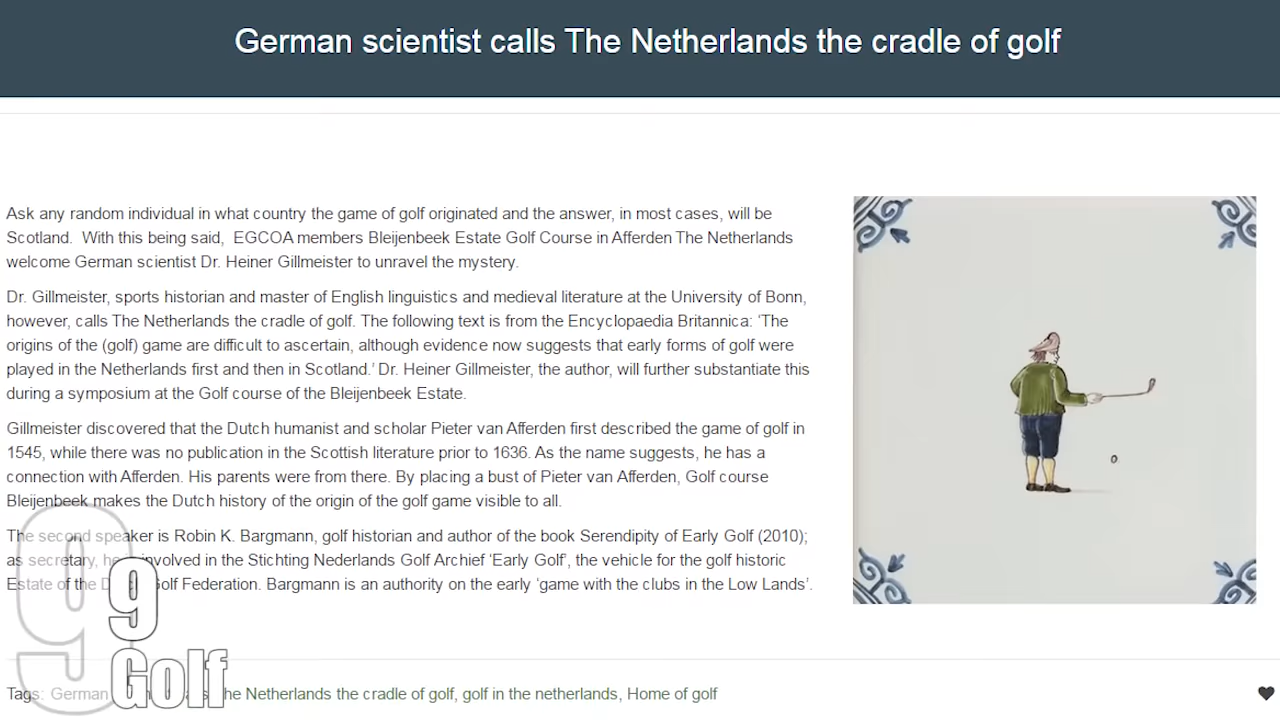 German scientist calls The Netherlands the cradle of golf
Ask any random individual in what country the game of golf originated and the answer, in most cases, will be
Scotland. With this being said, EGCOA members Bleijenbeek Estate Golf Course in Afferden The Netherlands
welcome German scientist Dr. Heiner Gillmeister to unravel the mystery.
Dr. Gillmeister, sports historian and master of English linguistics and medieval literature at the University of Bonn,
however, calls The Netherlands the cradle of golf. The following text is from the Encyclopaedia Britannica: ‘The
origins of the (golf) game are difficult to ascertain, although evidence now suggests that early forms of golf were
played in the Netherlands first and then in Scotland.’ Dr. Heiner Gillmeister, the author, will further substantiate this
during a symposium at the Golf course of the Bleijenbeek Estate.
Gillmeister discovered that the Dutch humanist and scholar Pieter van Afferden first described the game of golf in
1545, while there was no publication in the Scottish literature prior to 1636. As the name suggests, he has a
connection with Afferden. His parents were from there. By placing a bust of Pieter van Afferden, Golf course
Bleijenbeek makes the Dutch history of the origin of the golf game visible to all.
The second speaker is Robin K. Bargmann, golf historian and author of the book Serendipity of Early Golf (2010);
as secretary, involved in the Stichting Nederlands Golf Archief ‘Early Golf’, the vehicle for the golf historic
Estate of the Golf Federation. Bargmann is an authority on the early ‘game with the clubs in the Low Lands’.
9
9
Golf
Tags: German the Netherlands the cradle of golf, golf in the netherlands, Home of golf